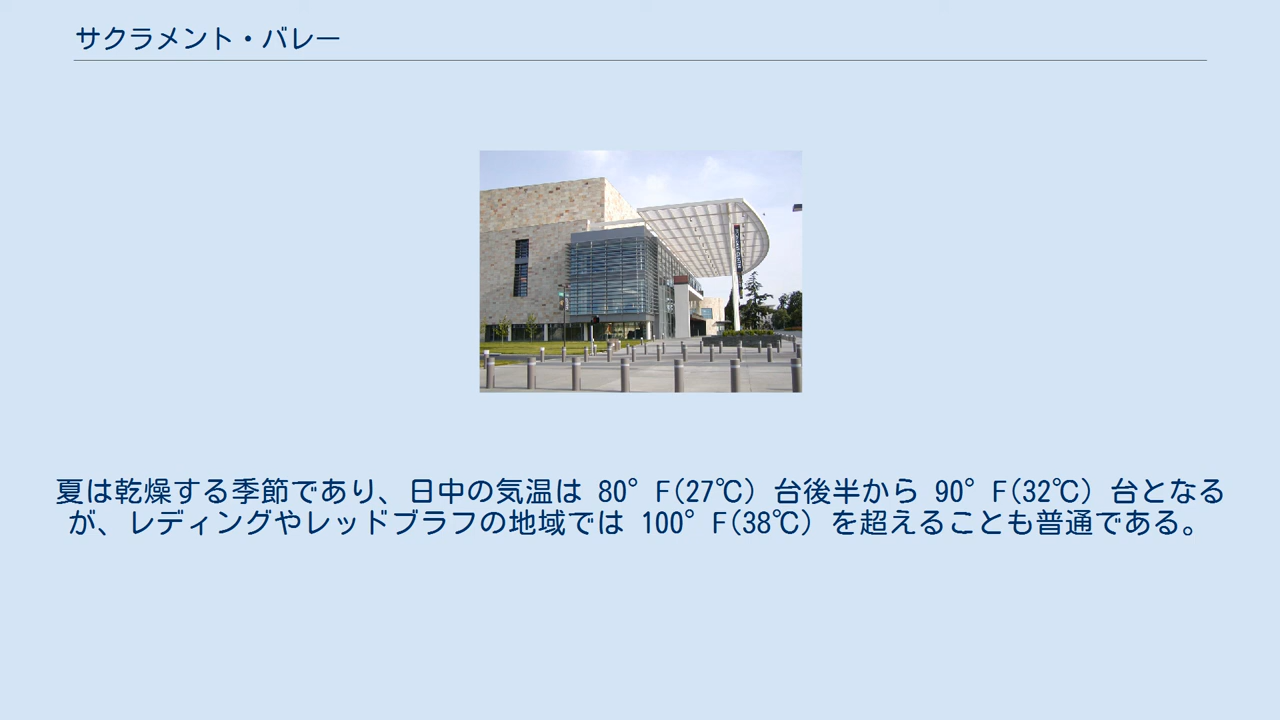 サクラメント・バレー
夏は乾燥する季節であり、日中の気温は 80°F(27℃) 台後半から 90°F(32℃) 台となる
が、レディングやレッドブラフの地域では 100°F(38℃) を超えることも普通である。